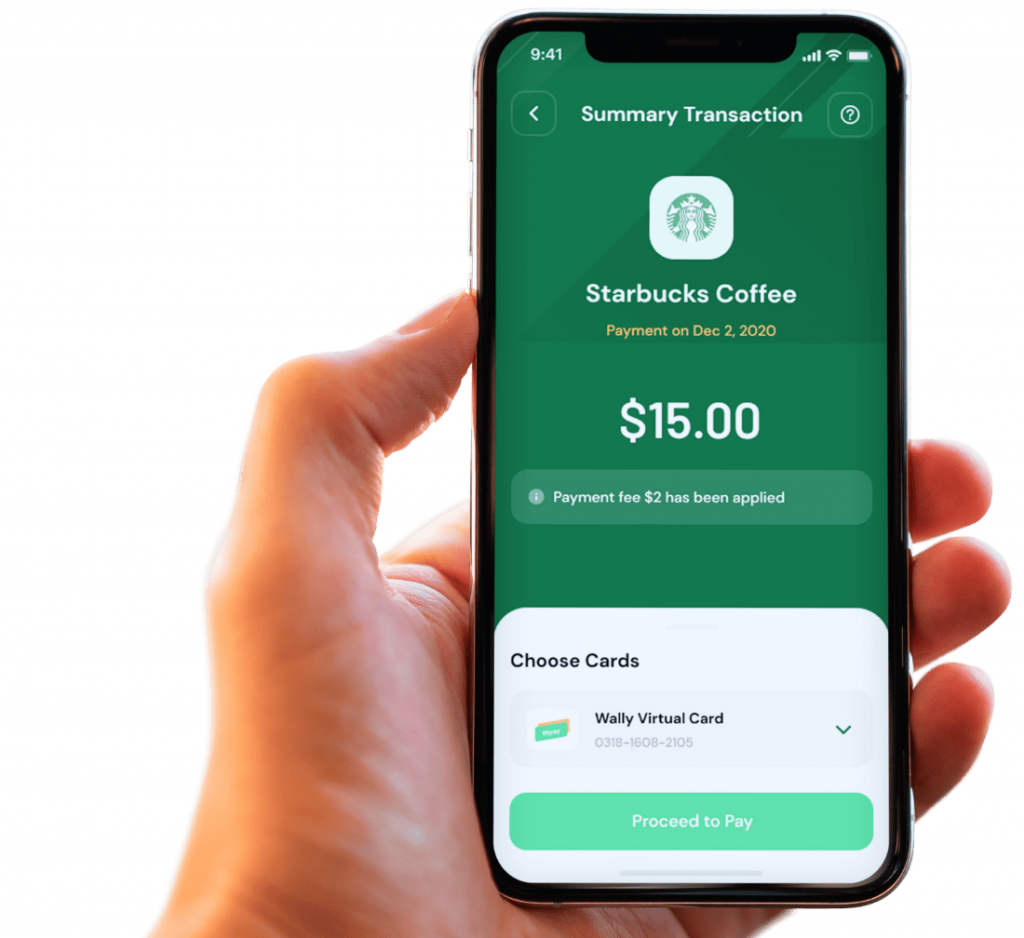 9:41
Summary Transaction
Starbucks Coffee
Payment on Dec 2, 2020
$15.00
Payment fee $2 has been applied
Choose Cards
Wally Virtual Card
0318-1608-2105
Proceed to Pay